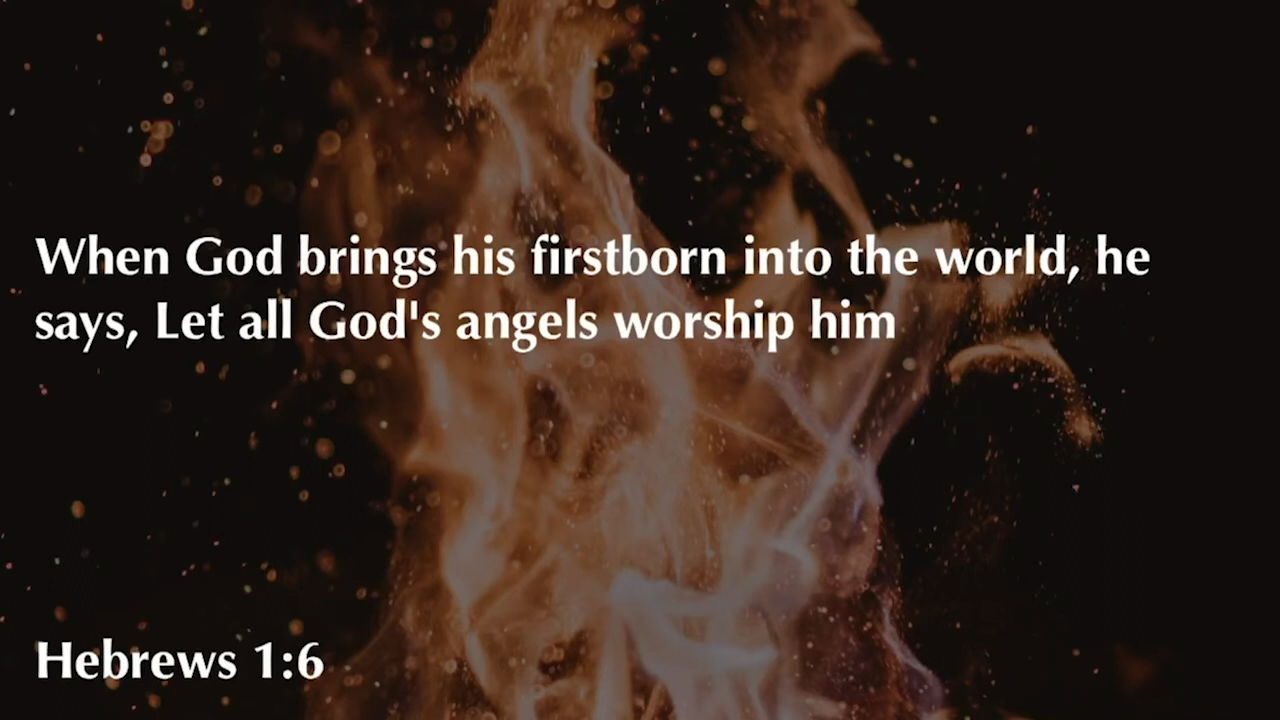 When God brings his firstborn into the world, he
says, Let all God's angels worship him
Hebrews 1:6